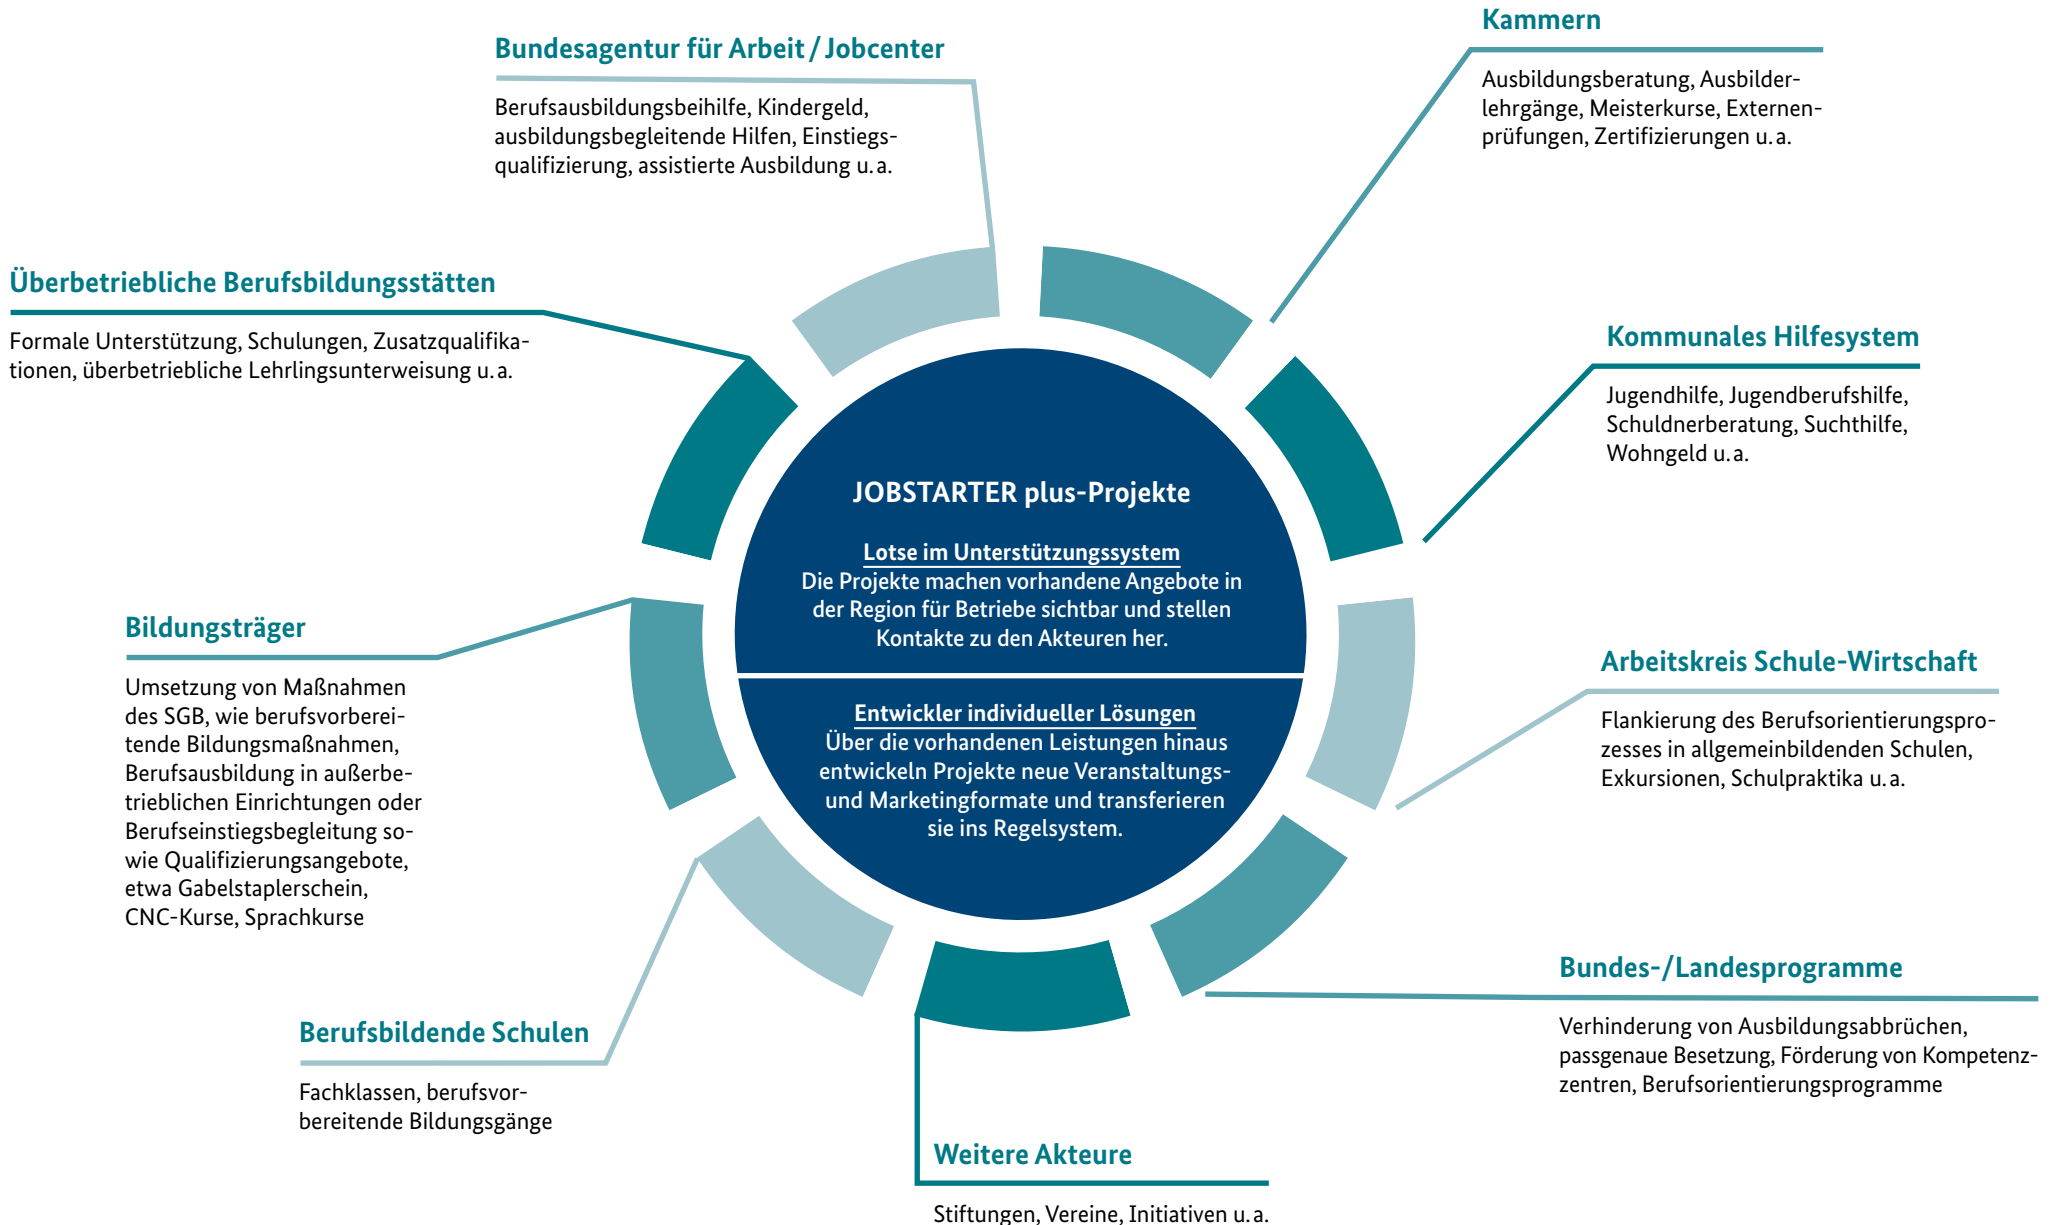 Kammern
Ausbildungsberatung, Ausbilder-
lehrgänge, Meisterkurse, Externen-
prüfungen, Zertifizierungen u. a.
Bundesagentur für Arbeit / Jobcenter
Berufsausbildungsbeihilfe, Kindergeld,
ausbildungsbegleitende Hilfen, Einstiegs-
qualifizierung, assistierte Ausbildung u. a.
Überbetriebliche Berufsbildungsstätten
Formale Unterstützung, Schulungen, Zusatzqualifika-
tionen, überbetriebliche Lehrlingsunterweisung u. a.
Kommunales Hilfesystem
Jugendhilfe, Jugendberufshilfe,
Schuldnerberatung, Suchthilfe,
Wohngeld u. a.
JOBSTARTER plus-Projekte
Lotse im Unterstützungssystem
Die Projekte machen vorhandene Angebote in
der Region für Betriebe sichtbar und stellen
Kontakte zu den Akteuren her.
Entwickler individueller Lösungen
Über die vorhandenen Leistungen hinaus
entwickeln Projekte neue Veranstaltungs-
und Marketingformate und transferieren
sie ins Regelsystem.
Bildungsträger
Umsetzung von Maßnahmen
des SGB, wie berufsvorberei-
tende Bildungsmaßnahmen,
Berufsausbildung in außerbe-
trieblichen Einrichtungen oder
Berufseinstiegsbegleitung so-
wie Qualifizierungsangebote,
etwa Gabelstaplerschein,
CNC-Kurse, Sprachkurse
Arbeitskreis Schule-Wirtschaft
Flankierung des Berufsorientierungspro-
zesses in allgemeinbildenden Schulen,
Exkursionen, Schulpraktika u. a.
Bundes-/Landesprogramme
Verhinderung von Ausbildungsabbrüchen,
passgenaue Besetzung, Förderung von Kompetenz-
zentren, Berufsorientierungsprogramme
Berufsbildende Schulen
Fachklassen, berufsvor-
bereitende Bildungsgänge
Weitere Akteure
Stiftungen, Vereine, Initiativen u. a.